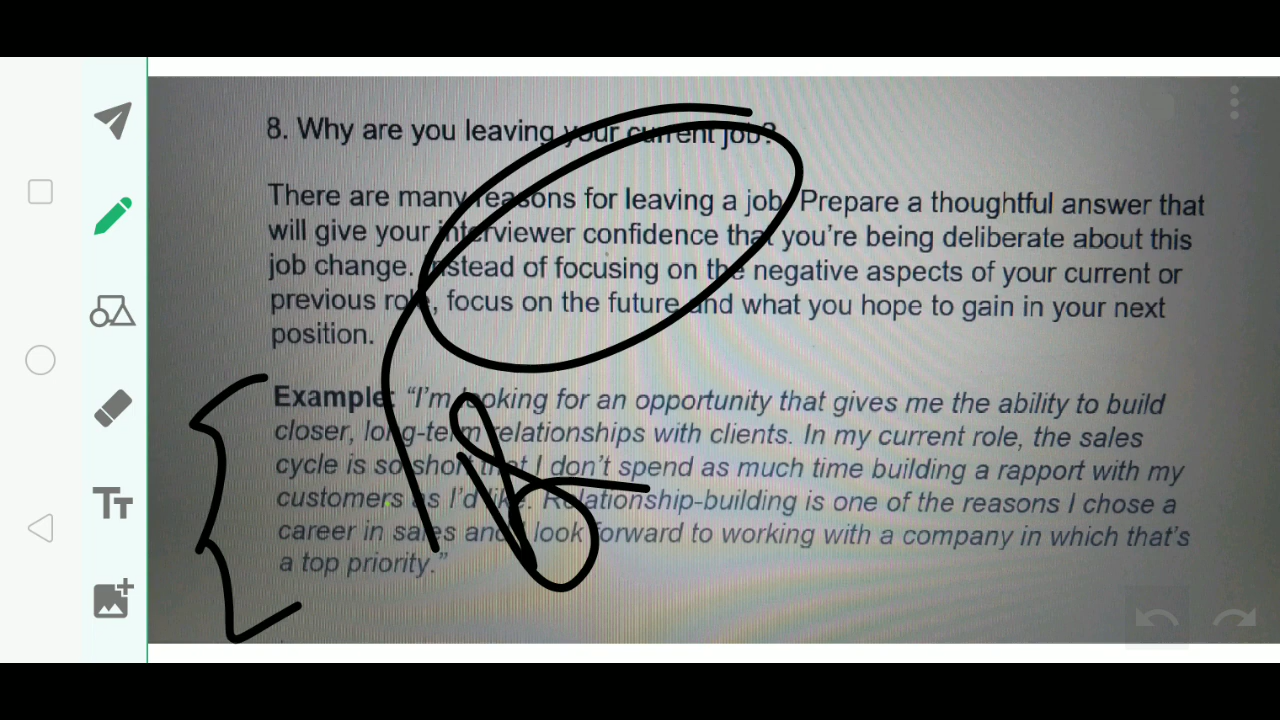 8. Why are you leaving your current job?
There are many reasons for leaving a job. Prepare a thoughtful answer that
will give your interviewer confidence that you're being deliberate about this
job change. Instead of focusing on the negative aspects of your current or
previous role, focus on the future and what you hope to gain in your next
position.
Example: “I'm looking for an opportunity that gives me the ability to build
closer, long-term relationships with clients. In my current role, the sales
cycle is so short that I don't spend as much time building a rapport with my
customers as I'd like. Relationship-building is one of the reasons I chose a
career in sales and I look forward to working with a company in which that's
a top priority.”
Tт